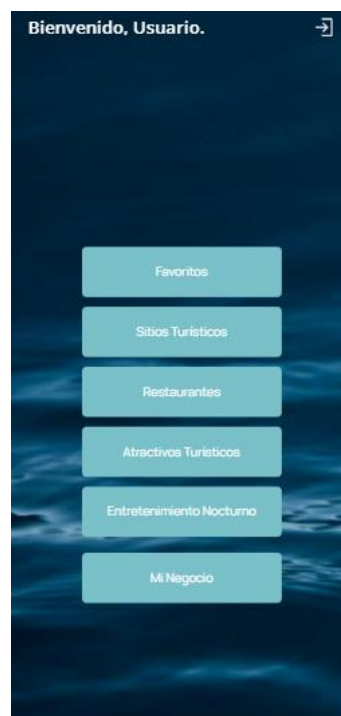 Bienvenido, Usuario.
Favoritos
Sitios Turísticos
Restaurantes
Atractivos Turísticos
Entretenimiento Nocturno
Mi Negocio